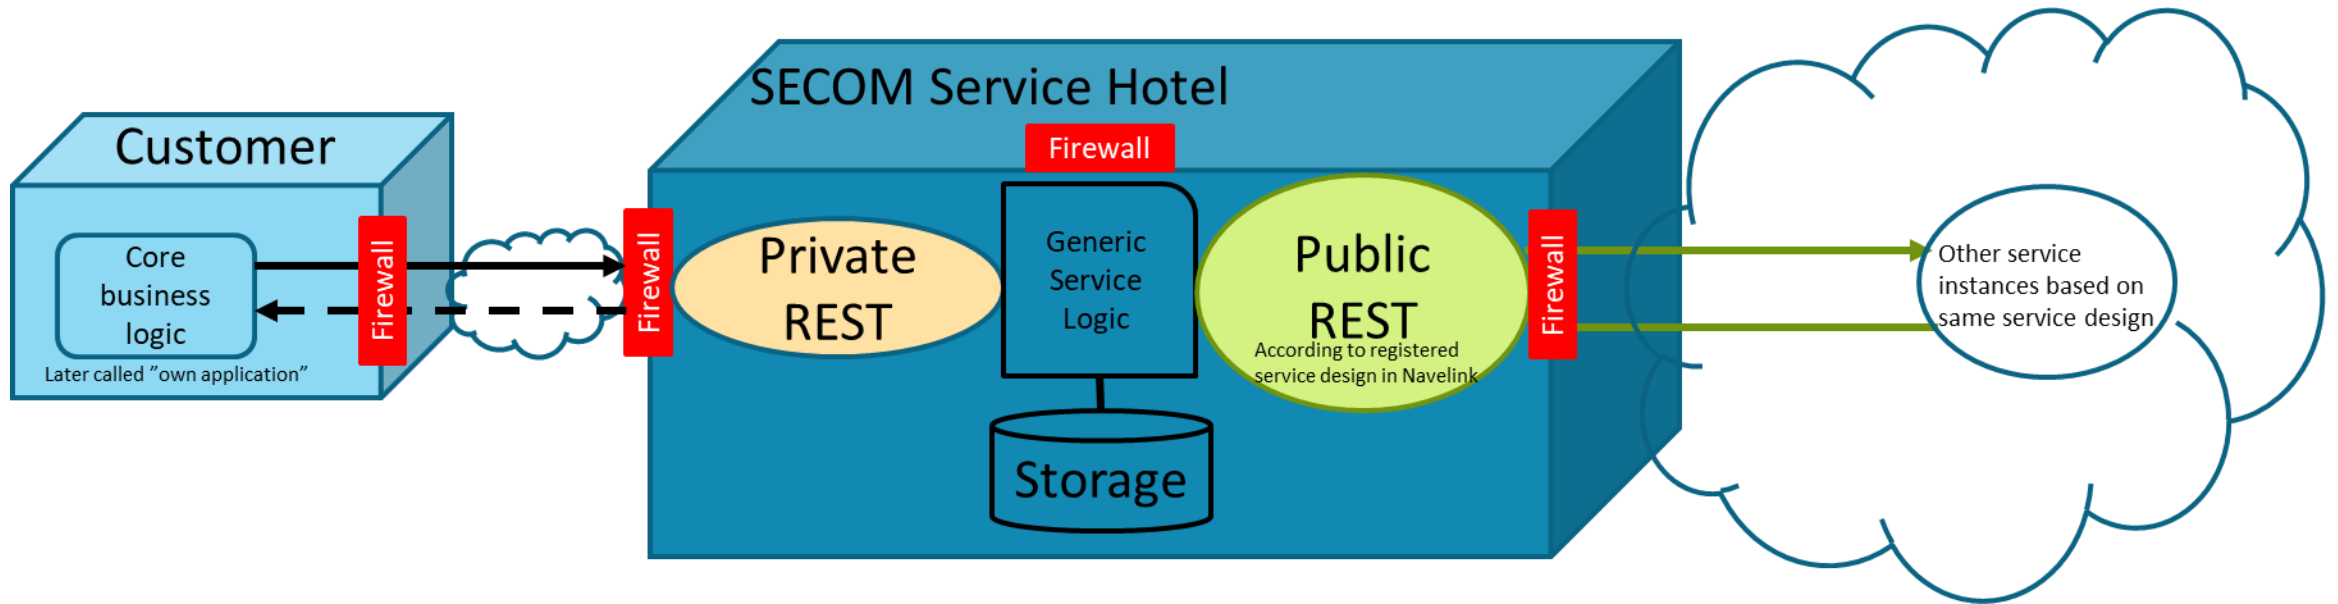 SECOM Service Hotel
Customer
Firewall
Core
business
logic
Later called ”own application”
Firewall
Firewall
Private
REST
Generic
Service
Logic
Storage
Public
REST
According to registered
service design in Navelink
Firewall
Other service
instances based on
same service design